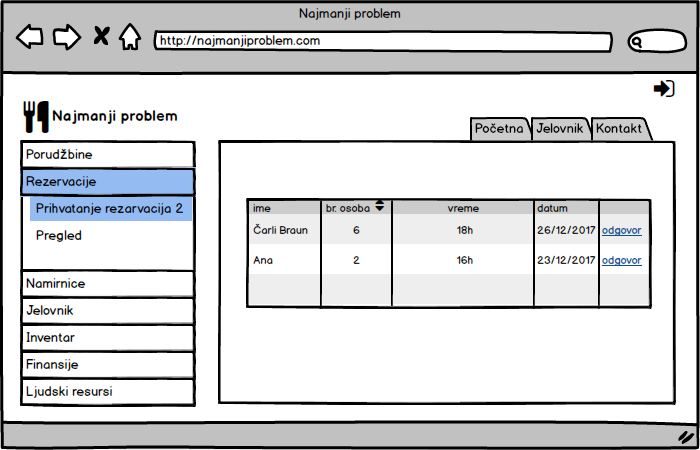 Najmanji problem
http://najmanjiproblem.com
Najmanji problem
Početna Jelovnik Kontakt
Porudžbine
Rezervacije
Prihvatanje rezarvacija 2
Pregled
Namirnice
Jelovnik
Inventar
Finansije
Ljudski resursi
ime br. osoba vreme datum
Čarli Braun 6 18h 26/12/2017 odgovor
Ana 2 16h 23/12/2017 odgovor